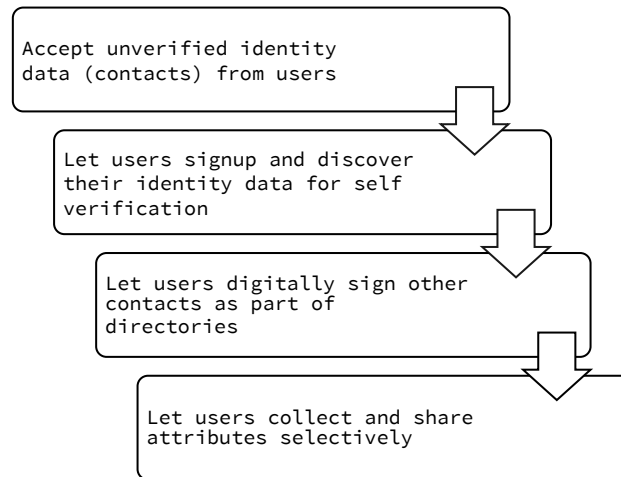 Accept unverified identity
data (contacts) from users
Let users signup and discover
their identity data for self
verification
Let users digitally sign other
contacts as part of
directories
Let users collect and share
attributes selectively